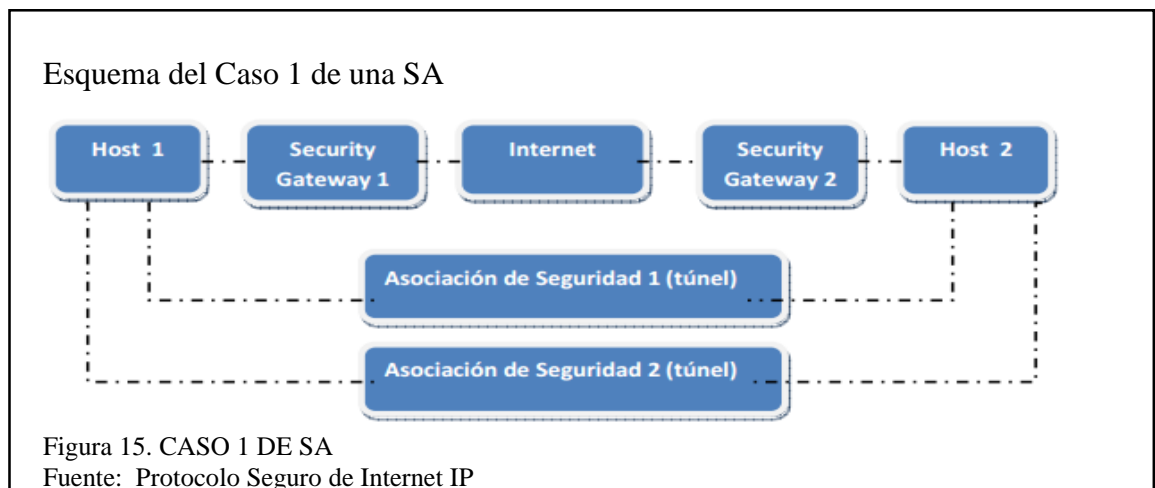 Esquema del Caso 1 de una SA
Host 1
Security
Gateway 1
Internet
Security
Gateway 2
Host 2
Asociación de Seguridad 1 (túnel)
Asociación de Seguridad 2 (túnel)
Figura 15. CASO 1 DE SA
Fuente: Protocolo Seguro de Internet IP